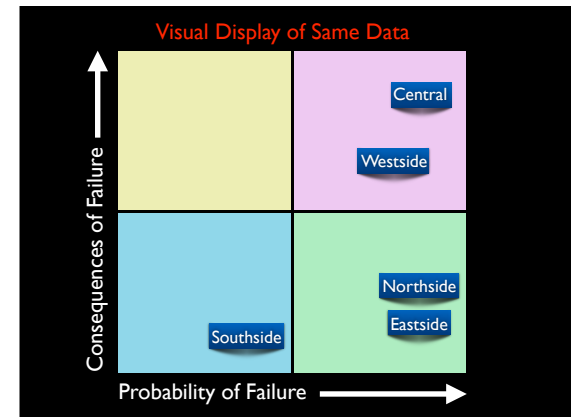 Visual Display of Same Data
Consequences of Failure
Central
Westside
Northside
Eastside
Southside
Probability of Failure